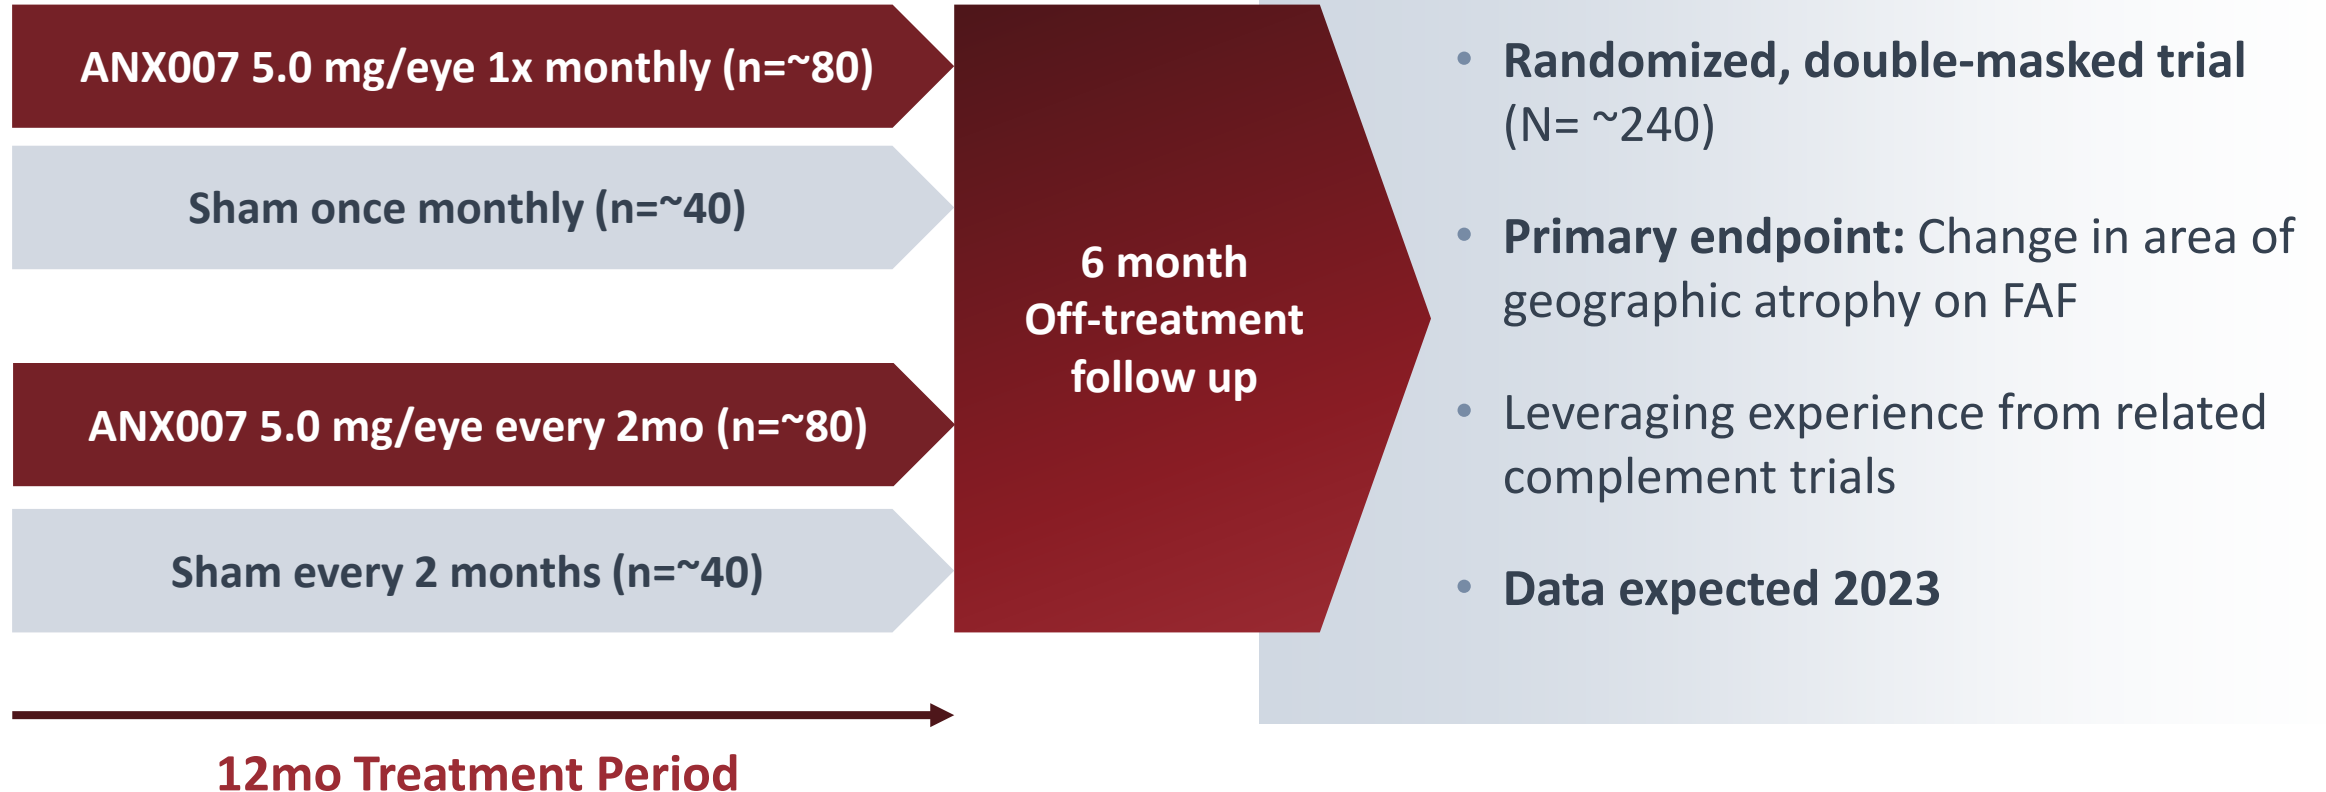 ANX007 5.0 mg/eye 1x monthly (n=~80)
Sham once monthly (n=~40)
ANX007 5.0 mg/eye every 2mo (n=~80)
Sham every 2 months (n=~40)
12mo Treatment Period
6 month
Off-treatment
follow up
• Randomized, double-masked trial
(N= ~240)
• Primary endpoint: Change in area of
geographic atrophy on FAF
• Leveraging experience from related
complement trials
• Data expected 2023